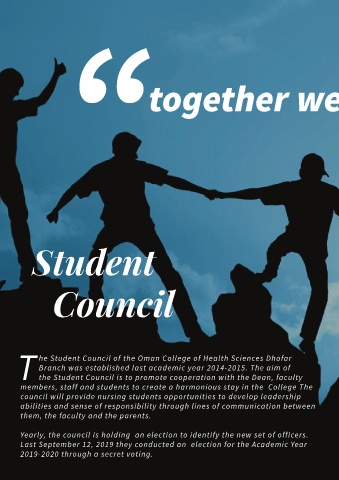 “together we
Student
Council
The Student Council of the Oman College of Health Sciences Dhofar
Branch was established last academic year 2014-2015. The aim of
the Student Council is to promote cooperation with the Dean, faculty
members, staff and students to create a harmonious stay in the  College The
council will provide nursing students opportunities to develop leadership
abilities and sense of responsibility through lines of communication between
them, the faculty and the parents.
Yearly, the council is holding  an election to identify the new set of officers.
Last September 12, 2019 they conducted an  election for the Academic Year
2019-2020 through a secret voting.